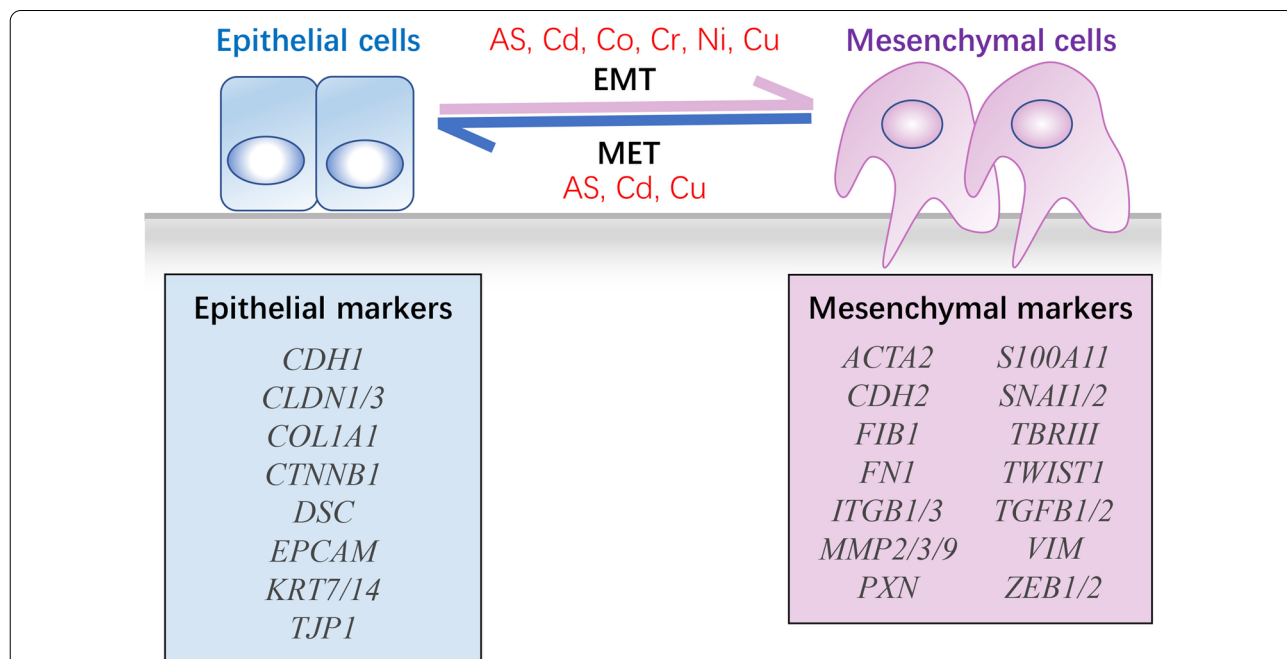 Epithelial cells
AS, Cd, Co, Cr, Ni, Cu
EMT
Mesenchymal cells
MET
AS, Cd, Cu
Epithelial markers
CDH1
CLDN1/3
COL1A1
CTNNB1
DSC
EPCAM
KRT7/14
TJP1
Mesenchymal markers
ACTA2 S100A11
CDH2 SNAI1/2
FIB1 TBRIII
FN1 TWIST1
ITGB1/3 TGFB1/2
MMP2/3/9 VIM
PXN ZEB1/2